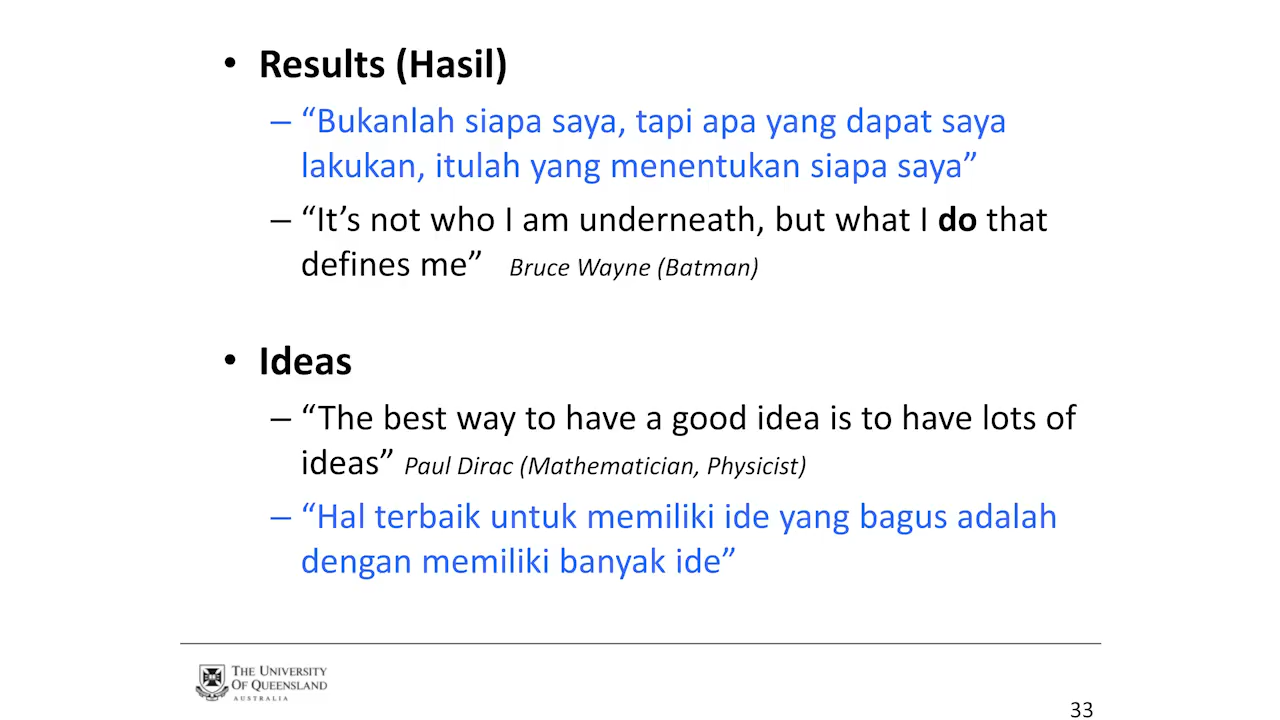 • Results (Hasil)
– “Bukanlah siapa saya, tapi apa yang dapat saya
lakukan, itulah yang menentukan siapa saya”
– “It’s not who I am underneath, but what I do that
defines me” Bruce Wayne (Batman)
• Ideas
– “The best way to have a good idea is to have lots of
ideas” Paul Dirac (Mathematician, Physicist)
– “Hal terbaik untuk memiliki ide yang bagus adalah
dengan memiliki banyak ide”
THE UNIVERSITY
OF QUEENSLAND
AUSTRALIA
33